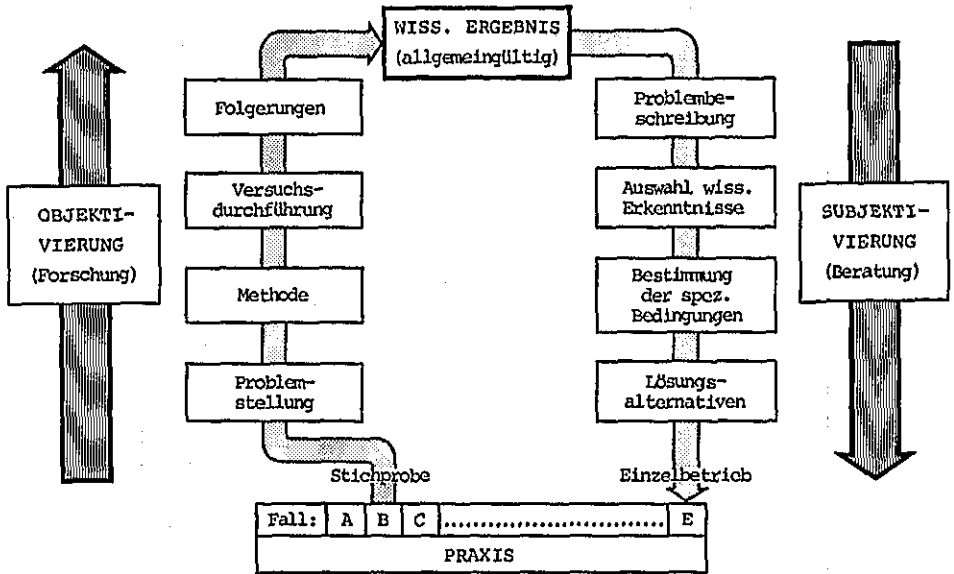 WISS. ERGEBNIS
(allgemeingültig)
Folgerungen
Versuchs-
durchführung
Methode
Problem-
stellung
Stichprobe
OBJEKTI-
VIERUNG
(Forschung)
Problembe-
schreibung
Auswahl wiss.
Erkenntnisse
Bestimmung
der spez.
Bedingungen
Lösungs-
alternativen
Einzelbetrieb
SUBJEKTI-
VIERUNG
(Beratung)
Fall: A B C ........................................ E
PRAXIS